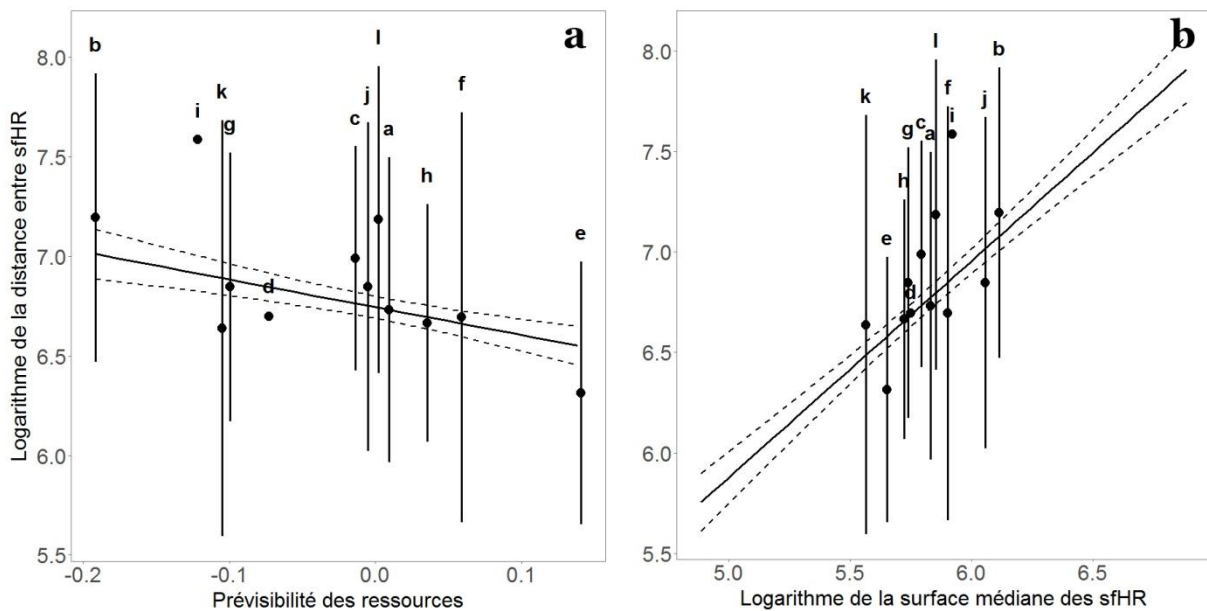 a
b
l
b
k
j
f
i
g
c
a
h
d
e
8.0
7.5
7.0
6.5
6.0
5.5
-0.2
-0.1
0.0
0.1
Logarithme de la distance entre sfHR
Prévisibilité des ressources
l
b
k
f
j
i
c
g
a
h
e
d
8.0
7.5
7.0
6.5
6.0
5.5
5.0
5.5
6.0
6.5
Logarithme de la surface médiane des sfHR